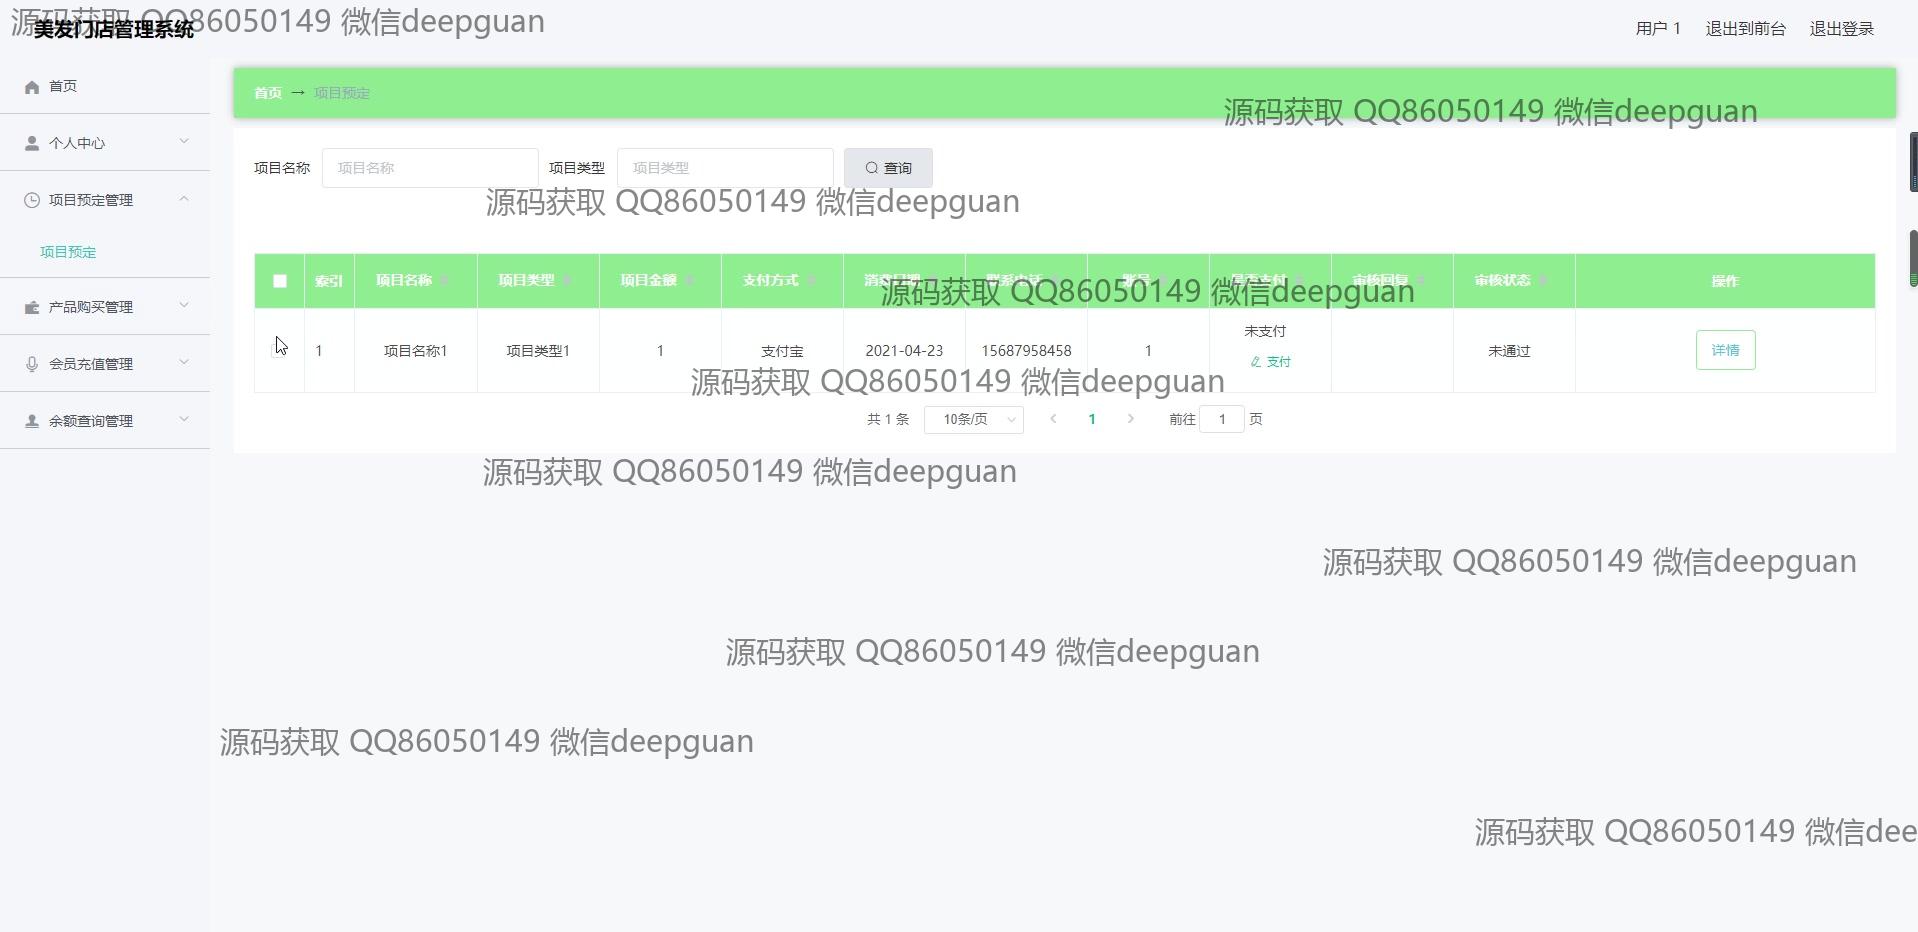 源码获取 QQ86050149 微信deepguan
美发门店管理系统
用户 1 退出到前台 退出登录
首页
个人中心
项目预定管理
项目预定
产品购买管理
会员充值管理
余额查询管理
首页 → 项目预定
源码获取 QQ86050149 微信deepguan
项目名称 项目名称 项目类型 项目类型 查询
源码获取 QQ86050149 微信deepguan
索引 项目名称 项目类型 项目金额 支付方式 消费日期 联系电话 账号 是否支付 审核回复 审核状态 操作
源码获取 QQ86050149 微信deepguan
1 项目名称1 项目类型1 1 支付宝 2021-04-23 15687958458 1 未支付 未通过 详情
支付
源码获取 QQ86050149 微信deepguan
共 1 条 10条/页 1 前往 1 页
源码获取 QQ86050149 微信deepguan
源码获取 QQ86050149 微信deepguan
源码获取 QQ86050149 微信deepguan
源码获取 QQ86050149 微信deepguan
源码获取 QQ86050149 微信dee